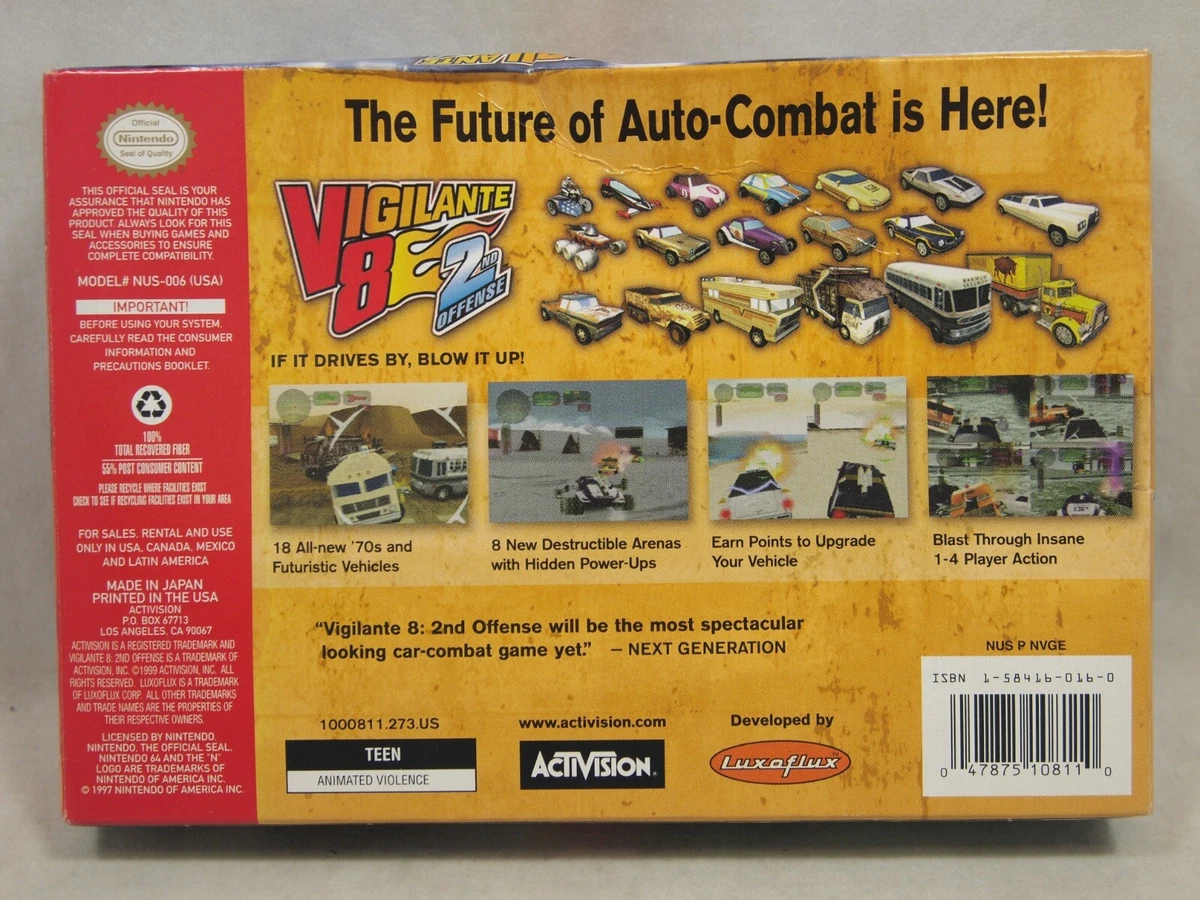 VIGILANTE
Official
Nintendo
Seal of Quality
THIS OFFICIAL SEAL IS YOUR
ASSURANCE THAT NINTENDO HAS
APPROVED THE QUALITY OF THIS
PRODUCT. ALWAYS LOOK FOR THIS
SEAL WHEN BUYING GAMES AND
ACCESSORIES TO ENSURE
COMPLETE COMPATIBILITY.
MODEL# NUS-006 (USA)
IMPORTANT!
BEFORE USING YOUR SYSTEM,
CAREFULLY READ THE CONSUMER
INFORMATION AND
PRECAUTIONS BOOKLET.
100%
TOTAL RECOVERED FIBER
55% POST CONSUMER CONTENT
PLEASE RECYCLE WHERE FACILITIES EXIST
CHECK TO SEE IF RECYCLING FACILITIES EXIST IN YOUR AREA
FOR SALES, RENTAL AND USE
ONLY IN USA, CANADA, MEXICO
AND LATIN AMERICA
MADE IN JAPAN
PRINTED IN THE USA
ACTIVISION
P.O. BOX 67713
LOS ANGELES, CA 90067
ACTIVISION IS A REGISTERED TRADEMARK AND
VIGILANTE 8: 2ND OFFENSE IS A TRADEMARK OF
ACTIVISION, INC. ©1999 ACTIVISION, INC. ALL
RIGHTS RESERVED. LUXOFLUX IS A TRADEMARK
OF LUXOFLUX CORP. ALL OTHER TRADEMARKS
AND TRADE NAMES ARE THE PROPERTIES OF
THEIR RESPECTIVE OWNERS.
LICENSED BY NINTENDO.
NINTENDO, THE OFFICIAL SEAL,
NINTENDO 64 AND THE "N"
LOGO ARE TRADEMARKS OF
NINTENDO OF AMERICA INC.
© 1997 NINTENDO OF AMERICA INC.
The Future of Auto-Combat is Here!
VIGILANTE
8 2ND
OFFENSE
IF IT DRIVES BY, BLOW IT UP!
18 All-new '70s and
Futuristic Vehicles
8 New Destructible Arenas
with Hidden Power-Ups
Earn Points to Upgrade
Your Vehicle
Blast Through Insane
1-4 Player Action
"Vigilante 8: 2nd Offense will be the most spectacular
looking car-combat game yet." – NEXT GENERATION
1000811.273.US
TEEN
ANIMATED VIOLENCE
www.activision.com
ACTIVISION.
Developed by
Luxoflux™
NUS P NVGE
ISBN 1-58416-016-0
0 47875 10811 0